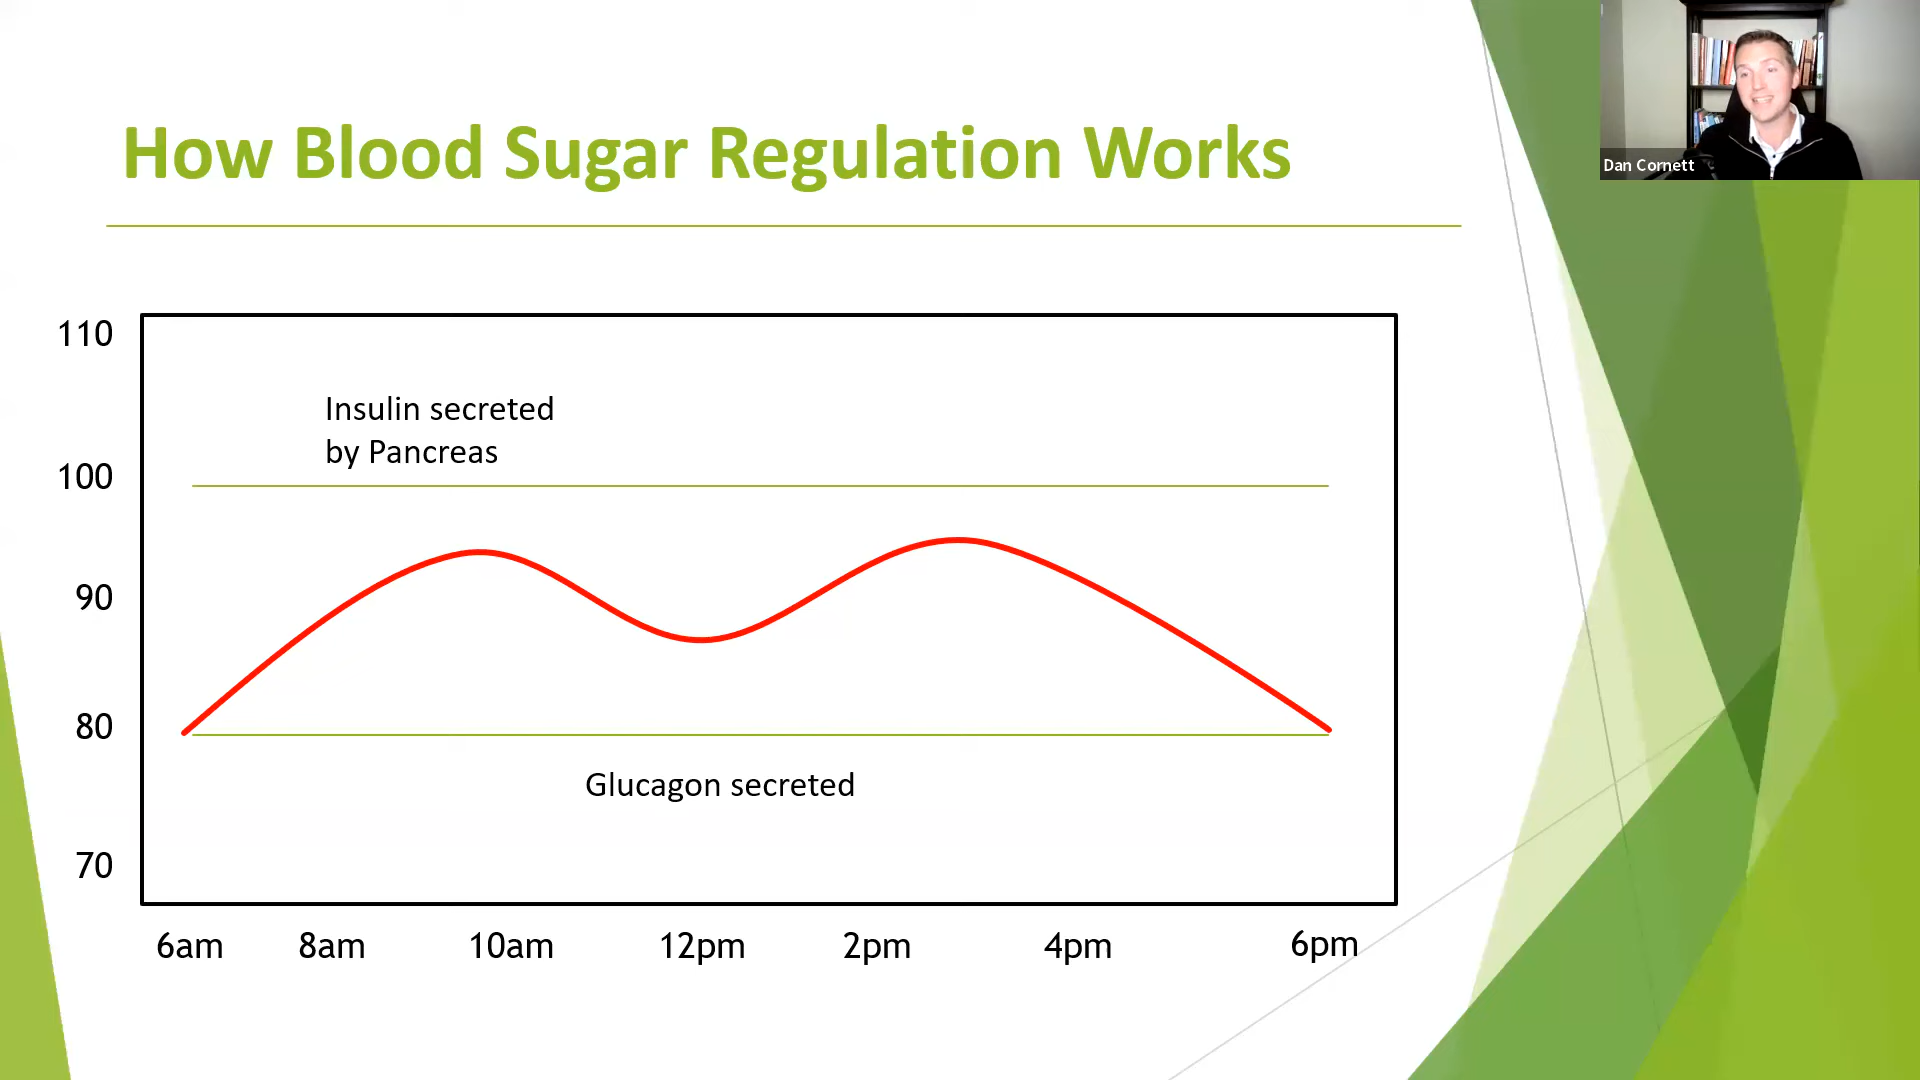 How Blood Sugar Regulation Works
Dan Cornett
110
Insulin secreted
by Pancreas
100
90
80
Glucagon secreted
70
6am 8am 10am 12pm 2pm 4pm 6pm